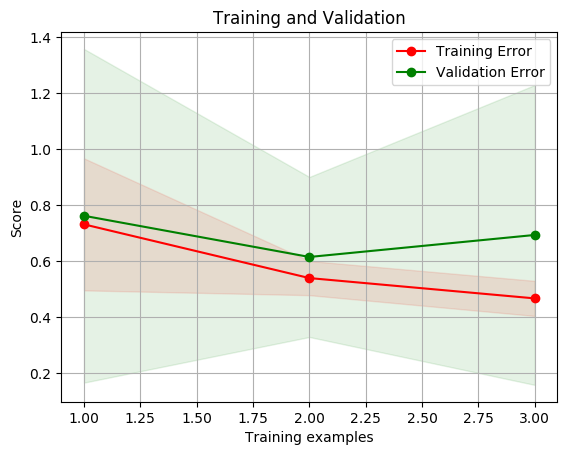 Training and Validation
Training Error
Validation Error
1.4
1.2
1.0
0.8
0.6
0.4
0.2
Score
1.00 1.25 1.50 1.75 2.00 2.25 2.50 2.75 3.00
Training examples